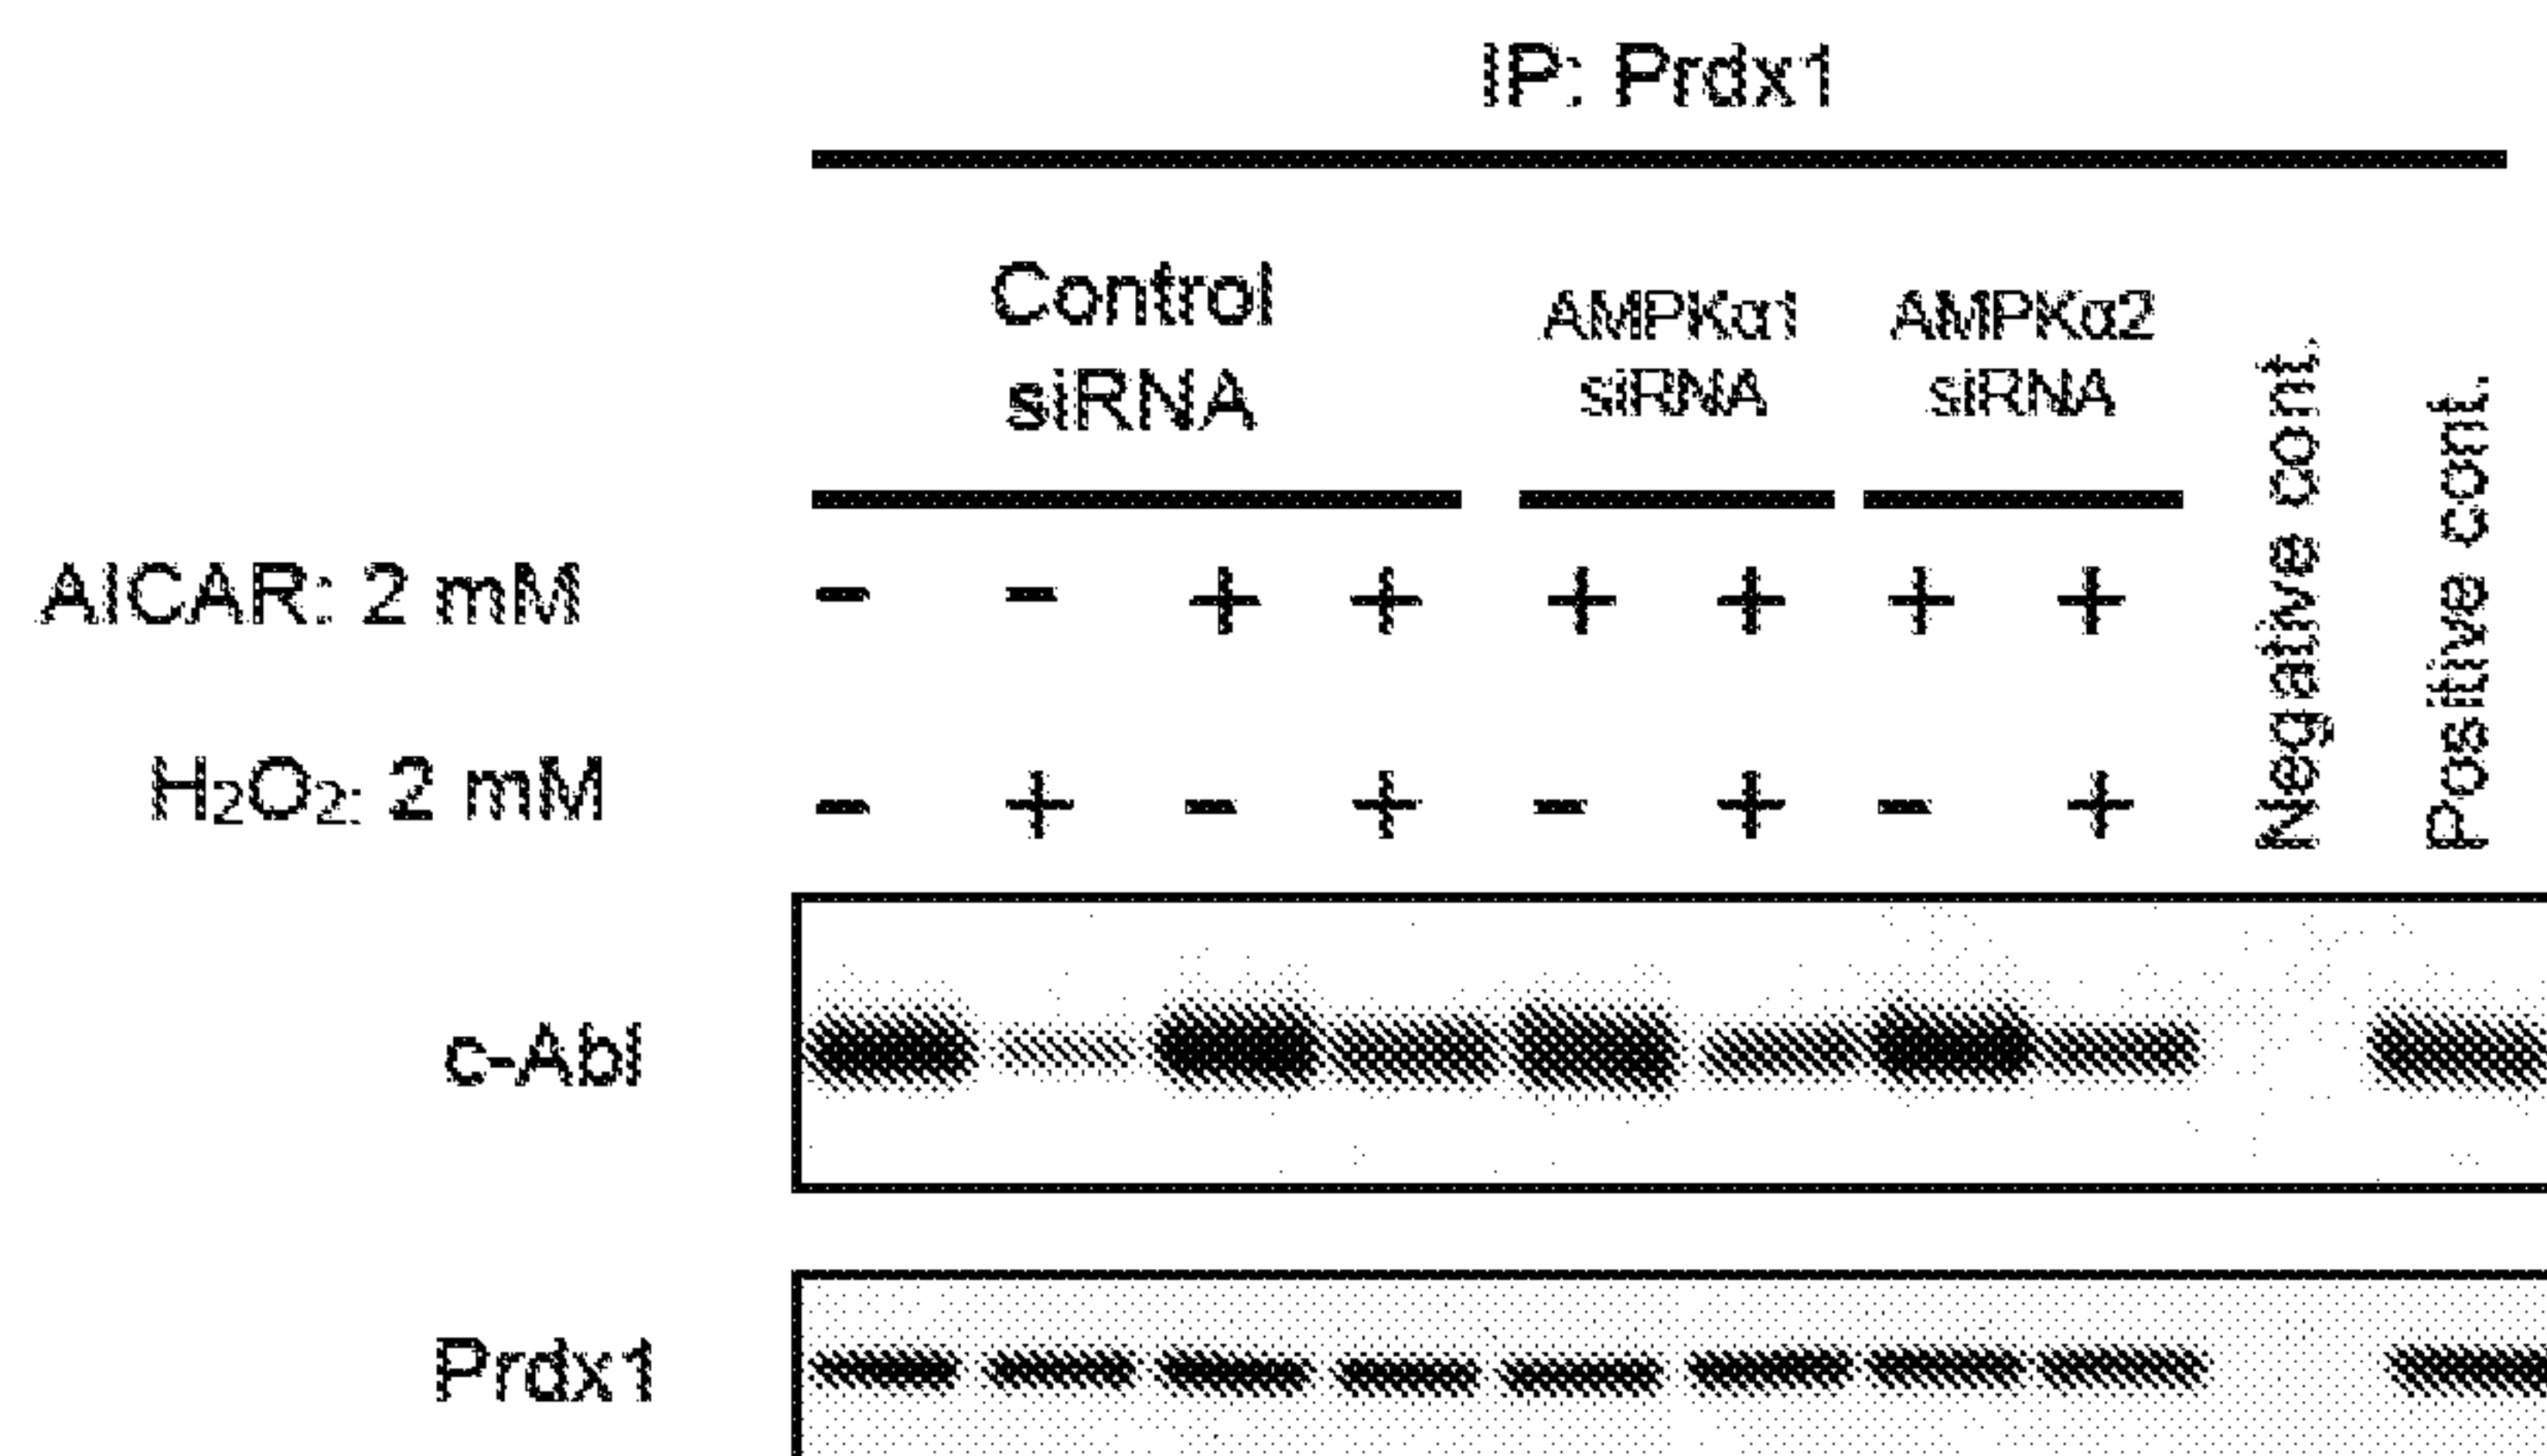 IP: Prdx1
Control siRNA
AMPKα1 siRNA
AMPKα2 siRNA
Negative cont.
Positive cont.
AICAR: 2 mM - - + + + + + +
H₂O₂: 2 mM - + - + - + - +
c-Abl
Prdx1